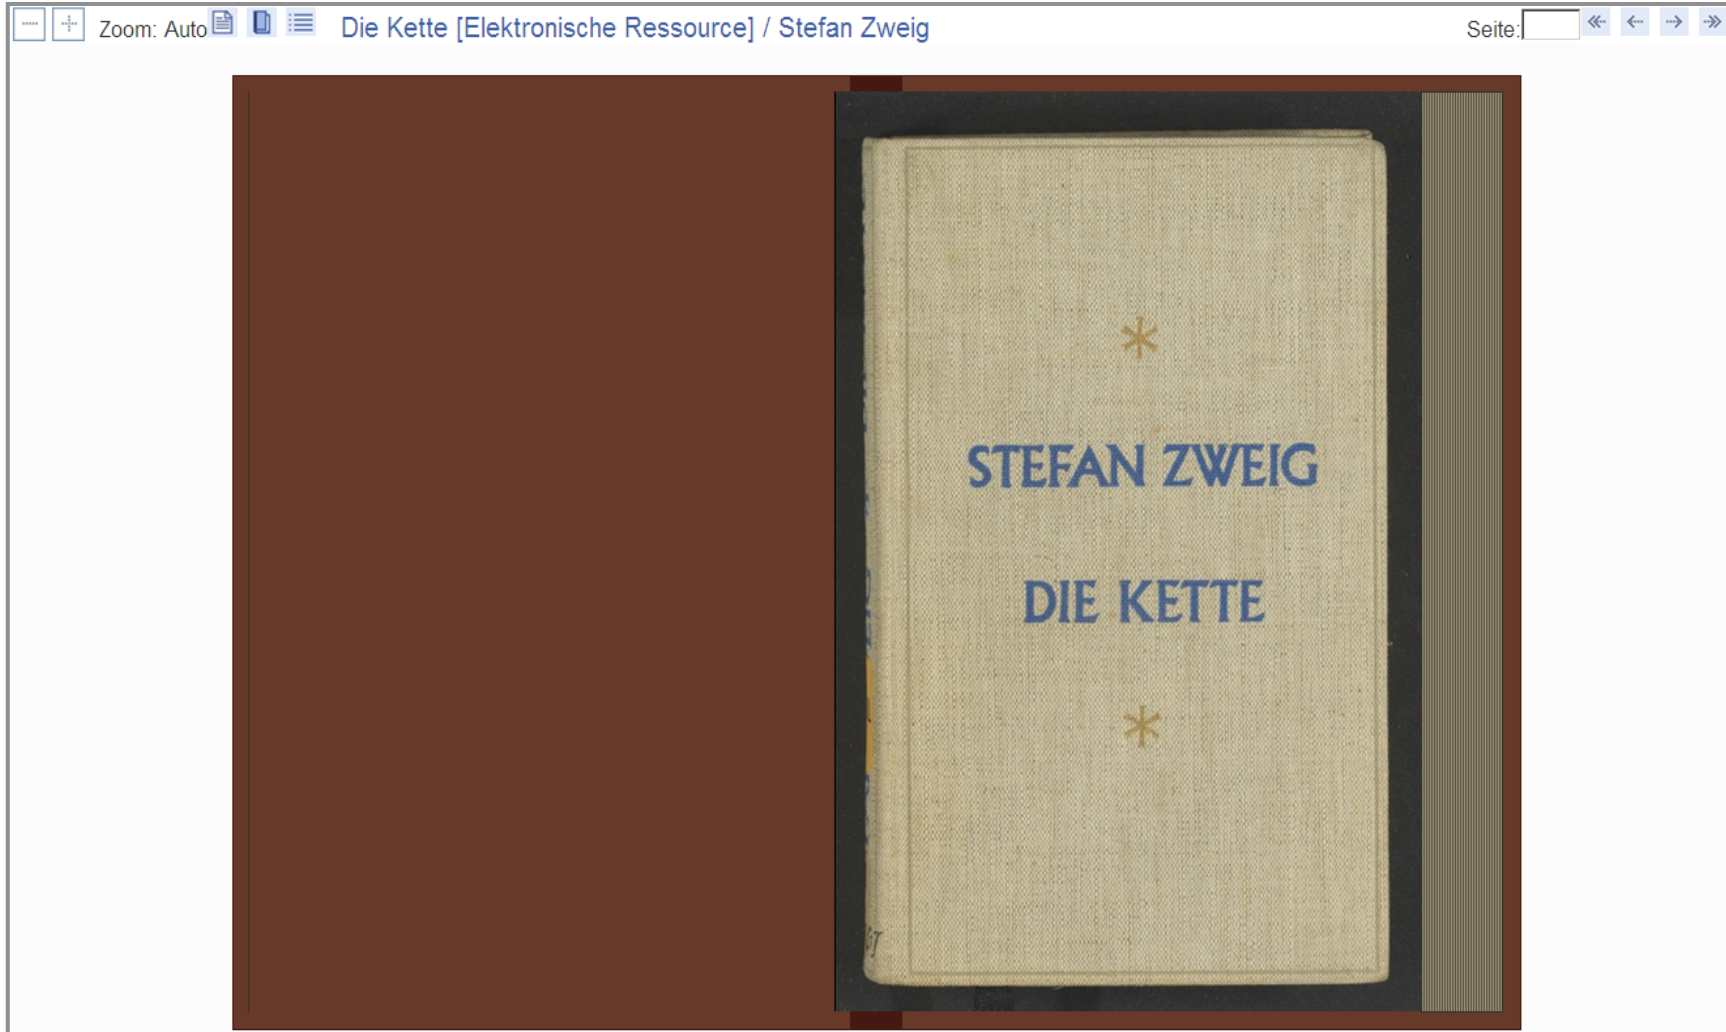 Zoom: Auto
Die Kette [Elektronische Ressource] / Stefan Zweig
Seite:
*
STEFAN ZWEIG
DIE KETTE
*